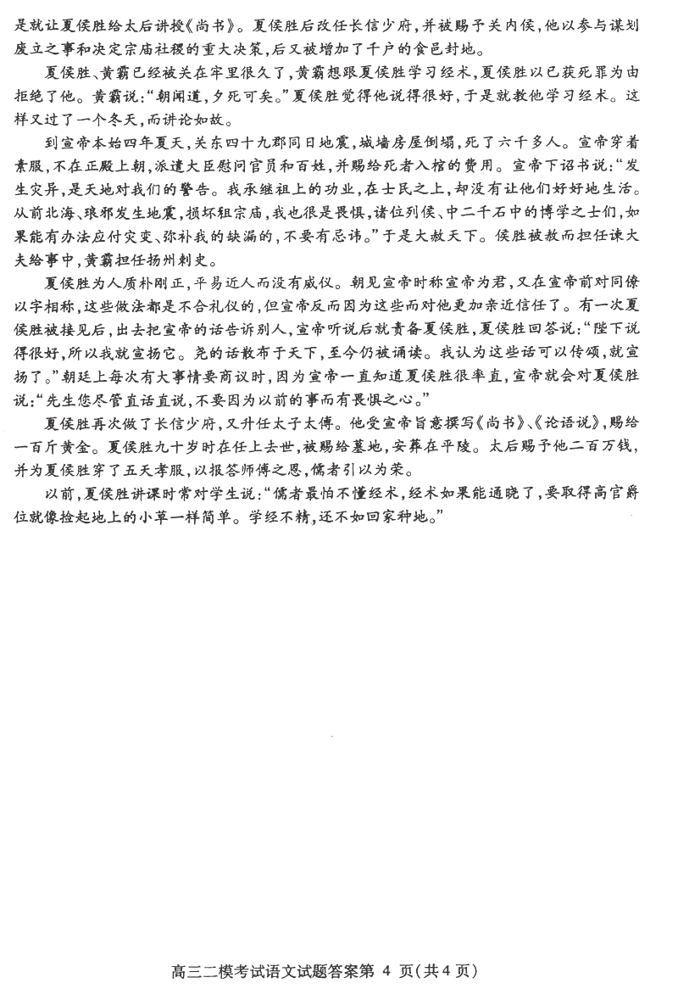 是就让夏侯胜给太后讲授《尚书》。夏侯胜后改任长信少府,并被赐予关内侯,他以参与谋划
废立之事和决定宗庙社稷的重大决策,后又被增加了千户的食邑封地。
夏侯胜、黄霸已经被关在牢里很久了,黄霸想跟夏侯胜学习经术,夏侯胜以已获死罪为由
拒绝了他。黄霸说:“朝闻道,夕死可矣。”夏侯胜觉得他说得很好,于是就教他学习经术。这
样又过了一个冬天,而讲论如故。
到宣帝本始四年夏天,关东四十九郡同日地震,城墙房屋倒塌,死了六千多人。宣帝穿着
素服,不在正殿上朝,派遣大臣慰问官员和百姓,并赐给死者入棺的费用。宣帝下诏书说:“发
生灾异,是天地对我们的警告。我承继祖上的功业,在士民之上,却没有让他们好好地生活。
从前北海、琅邪发生地震,损坏祖宗庙,我也很是畏惧,诸位列侯、中二千石中的博学之士们,如
果能有办法应付灾变、弥补我的缺漏的,不要有忌讳。”于是大赦天下。侯胜被赦而担任谏大
夫给事中,黄霸担任扬州刺史。
夏侯胜为人质朴刚正,平易近人而没有威仪。朝见宣帝时称宣帝为君,又在宣帝前对同僚
以字相称,这些做法都是不合礼仪的,但宣帝反而因为这些而对他更加亲近信任了。有一次夏
侯胜被接见后,出去把宣帝的话告诉别人,宣帝听说后就责备夏侯胜,夏侯胜回答说:“陛下说
得很好,所以我就宣扬它。尧的话散布于天下,至今仍被诵读。我认为这些话可以传颂,就宣
扬了。”朝廷上每次有大事情要商议时,因为宣帝一直知道夏侯胜很率直,宣帝就会对夏侯胜
说:“先生您尽管直话直说,不要因为以前的事而有畏惧之心。”
夏侯胜再次做了长信少府,又升任太子太傅。他受宣帝旨意撰写《尚书》、《论语说》,赐给
一百斤黄金。夏侯胜九十岁时在任上去世,被赐给墓地,安葬在平陵。太后赐予他二百万钱,
并为夏侯胜穿了五天孝服,以报答师傅之恩,儒者引以为荣。
以前,夏侯胜讲课时常对学生说:“儒者最怕不懂经术,经术如果能通晓了,要取得高官爵
位就像捡起地上的小草一样简单。学经不精,还不如回家种地。”
高三二模考试语文试题答案第 4 页(共4页)